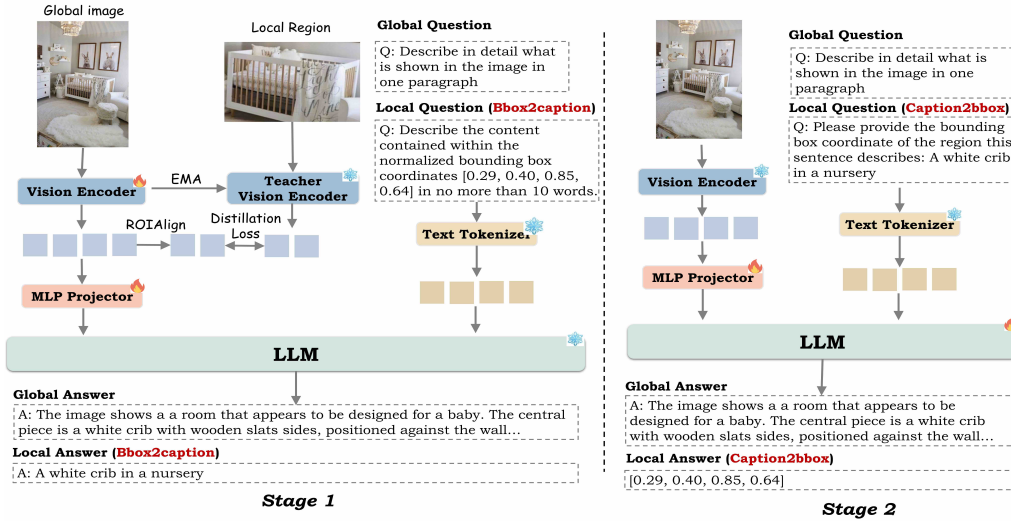 Global image
Local Region
Global Question
Q: Describe in detail what
is shown in the image in
one paragraph
Local Question (Bbox2caption)
Q: Describe the content
contained within the
normalized bounding box
coordinates [0.29, 0.40, 0.85,
0.64] in no more than 10 words.
Vision Encoder
EMA
Teacher
Vision Encoder
ROIAlign
Distillation
Loss
Text Tokenizer
MLP Projector
LLM
Global Answer
A: The image shows a a room that appears to be designed for a baby. The central
piece is a white crib with wooden slats sides, positioned against the wall...
Local Answer (Bbox2caption)
A: A white crib in a nursery
Stage 1
Global Question
Q: Describe in detail what is
shown in the image in one
paragraph
Local Question (Caption2bbox)
Q: Please provide the bounding
box coordinate of the region this
sentence describes: A white crib
in a nursery
Vision Encoder
Text Tokenizer
MLP Projector
LLM
Global Answer
A: The image shows a a room that appears to be
designed for a baby. The central piece is a white crib
with wooden slats sides, positioned against the wall...
Local Answer (Caption2bbox)
[0.29, 0.40, 0.85, 0.64]
Stage 2